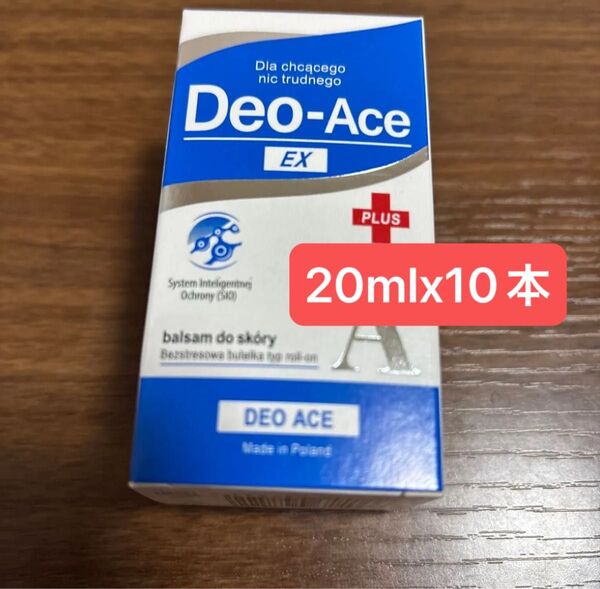 Dla chcącego
nic trudnego
Deo-Ace
EX
PLUS
A
System Inteligentnej
Ochrony (SIO)
20mlx10本
balsam do skóry
Bezstresowa butelka typ roll-on
DEO ACE
Made in Poland